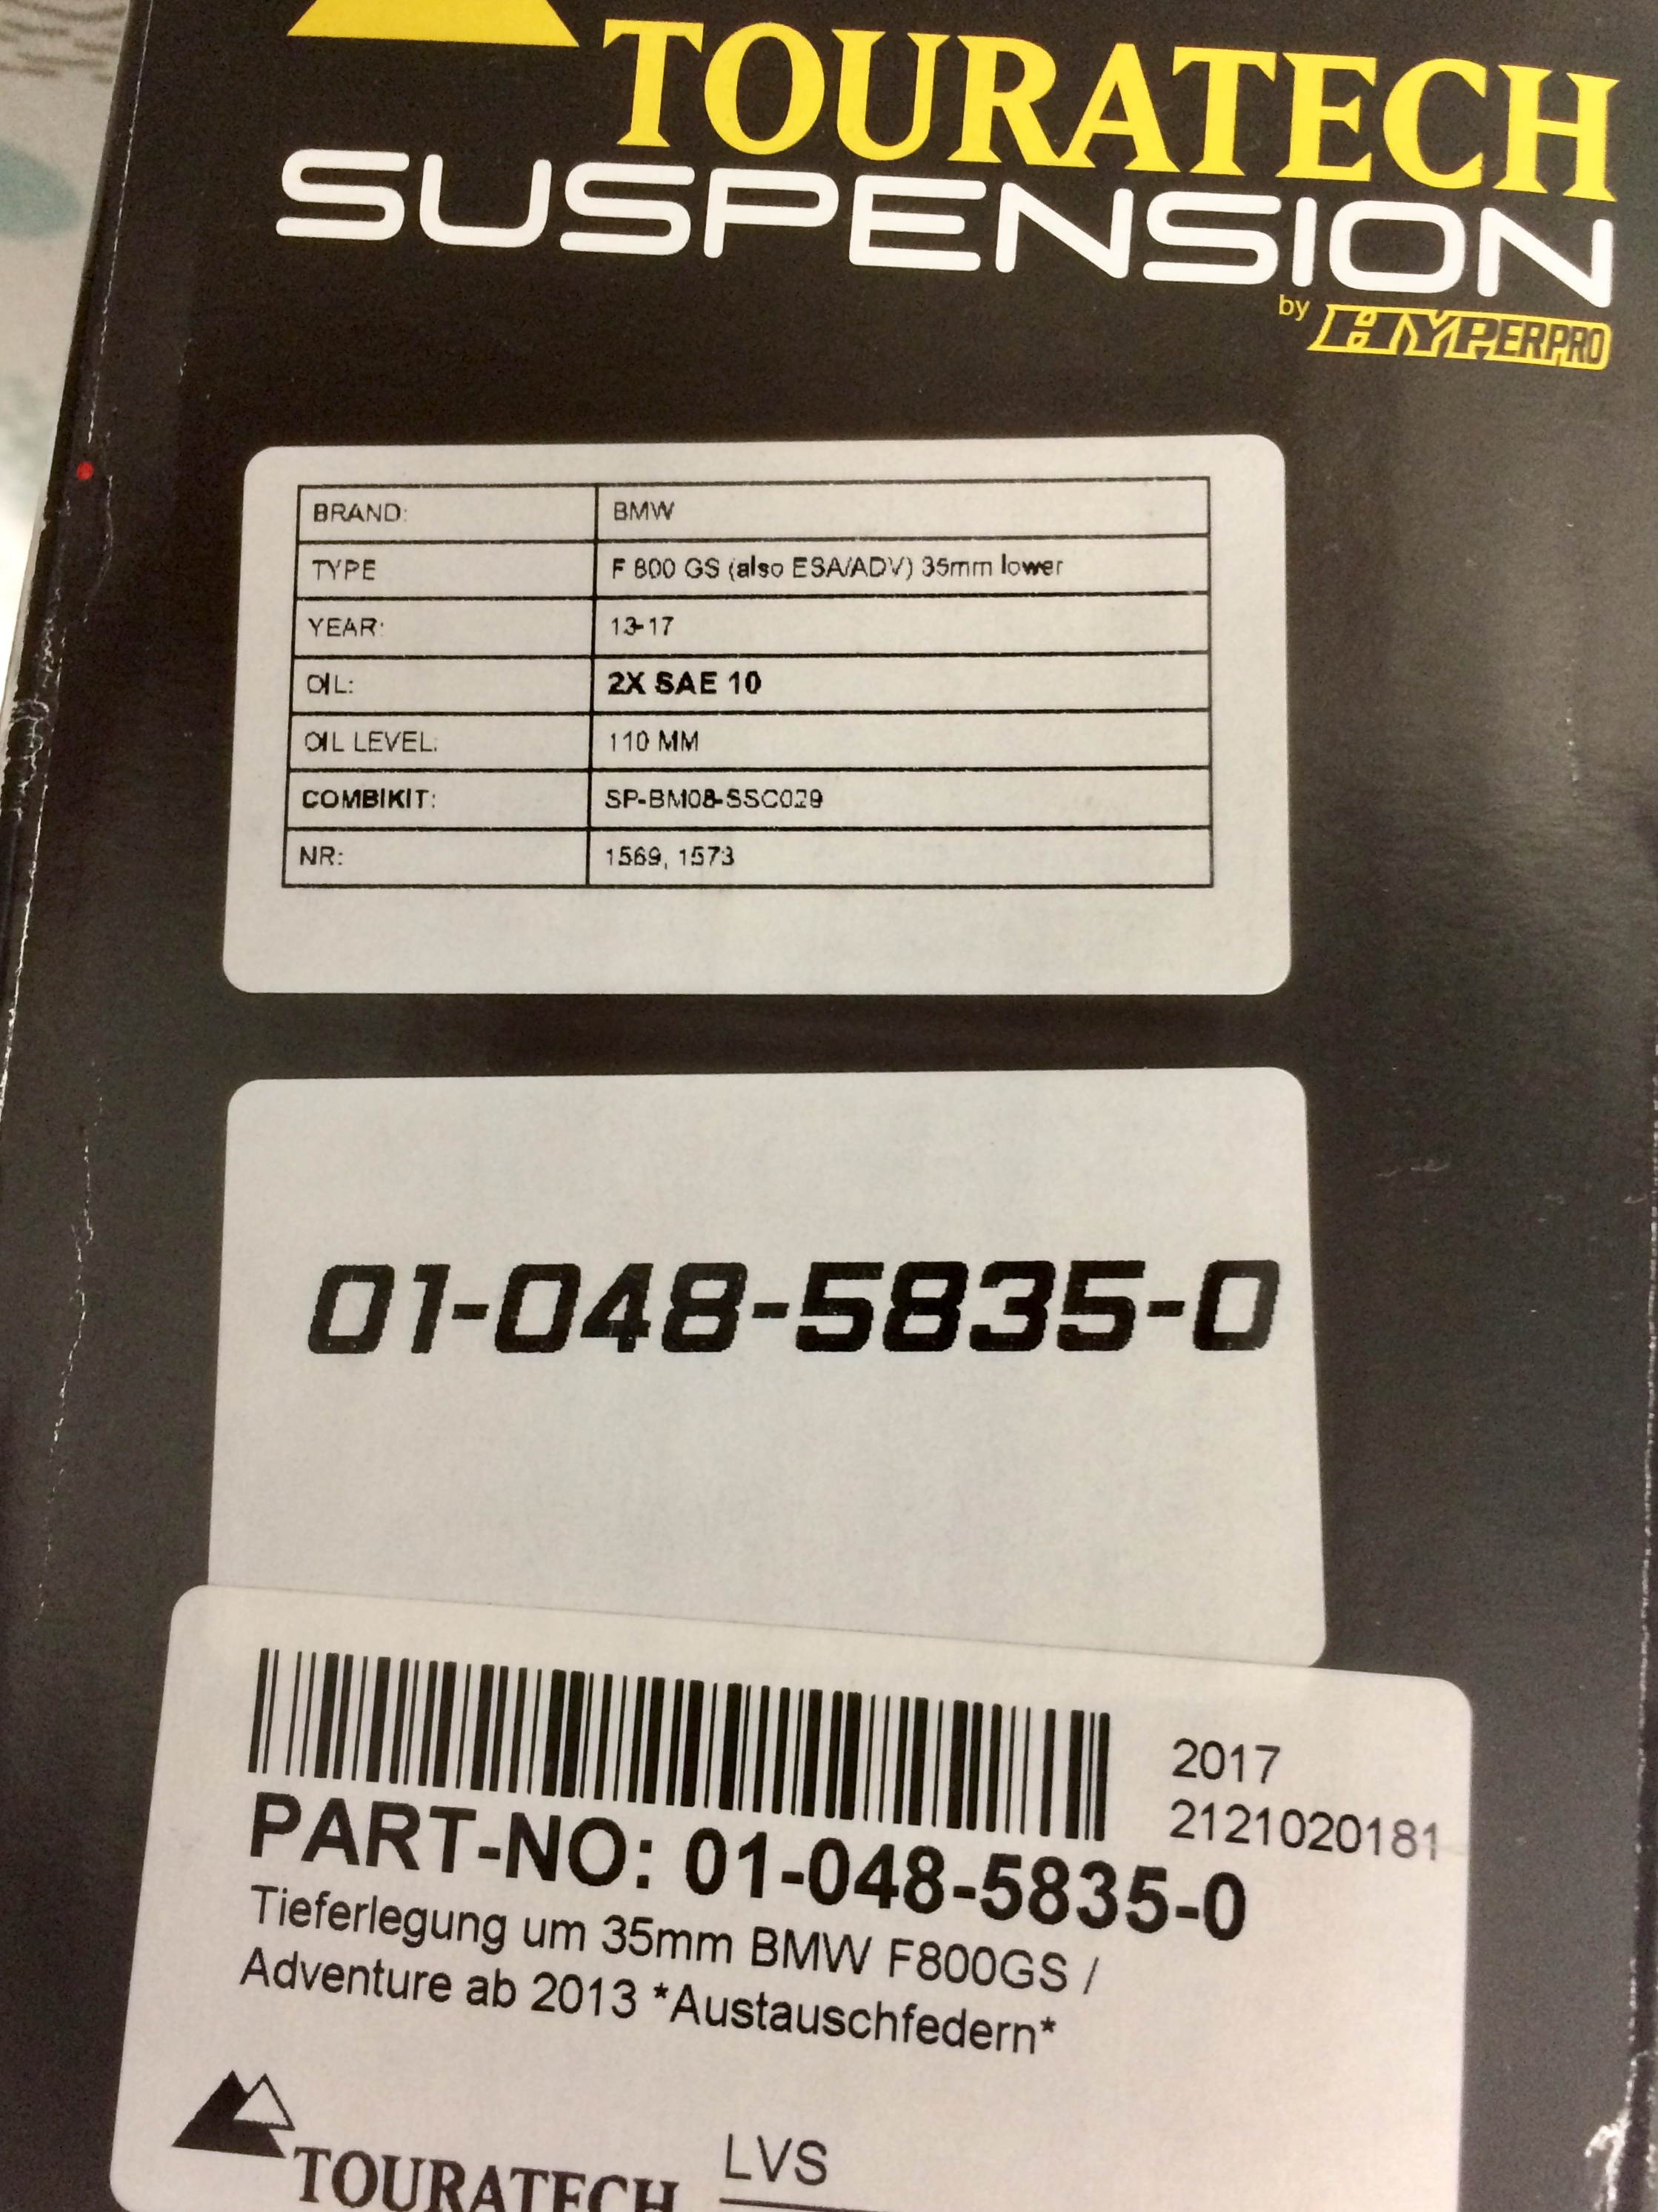 TOURATECH
SUSPENSION
by HYPERPRO
BRAND: BMW
TYPE F 800 GS (also ESA/ADV) 35mm lower
YEAR: 13-17
OIL: 2X SAE 10
OIL LEVEL: 110 MM
COMBIKIT: SP-BM08-SSC029
NR: 1569, 1573
01-048-5835-0
2017
2121020181
PART-NO: 01-048-5835-0
Tieferlegung um 35mm BMW F800GS /
Adventure ab 2013 *Austauschfedern*
TOURATECH LVS